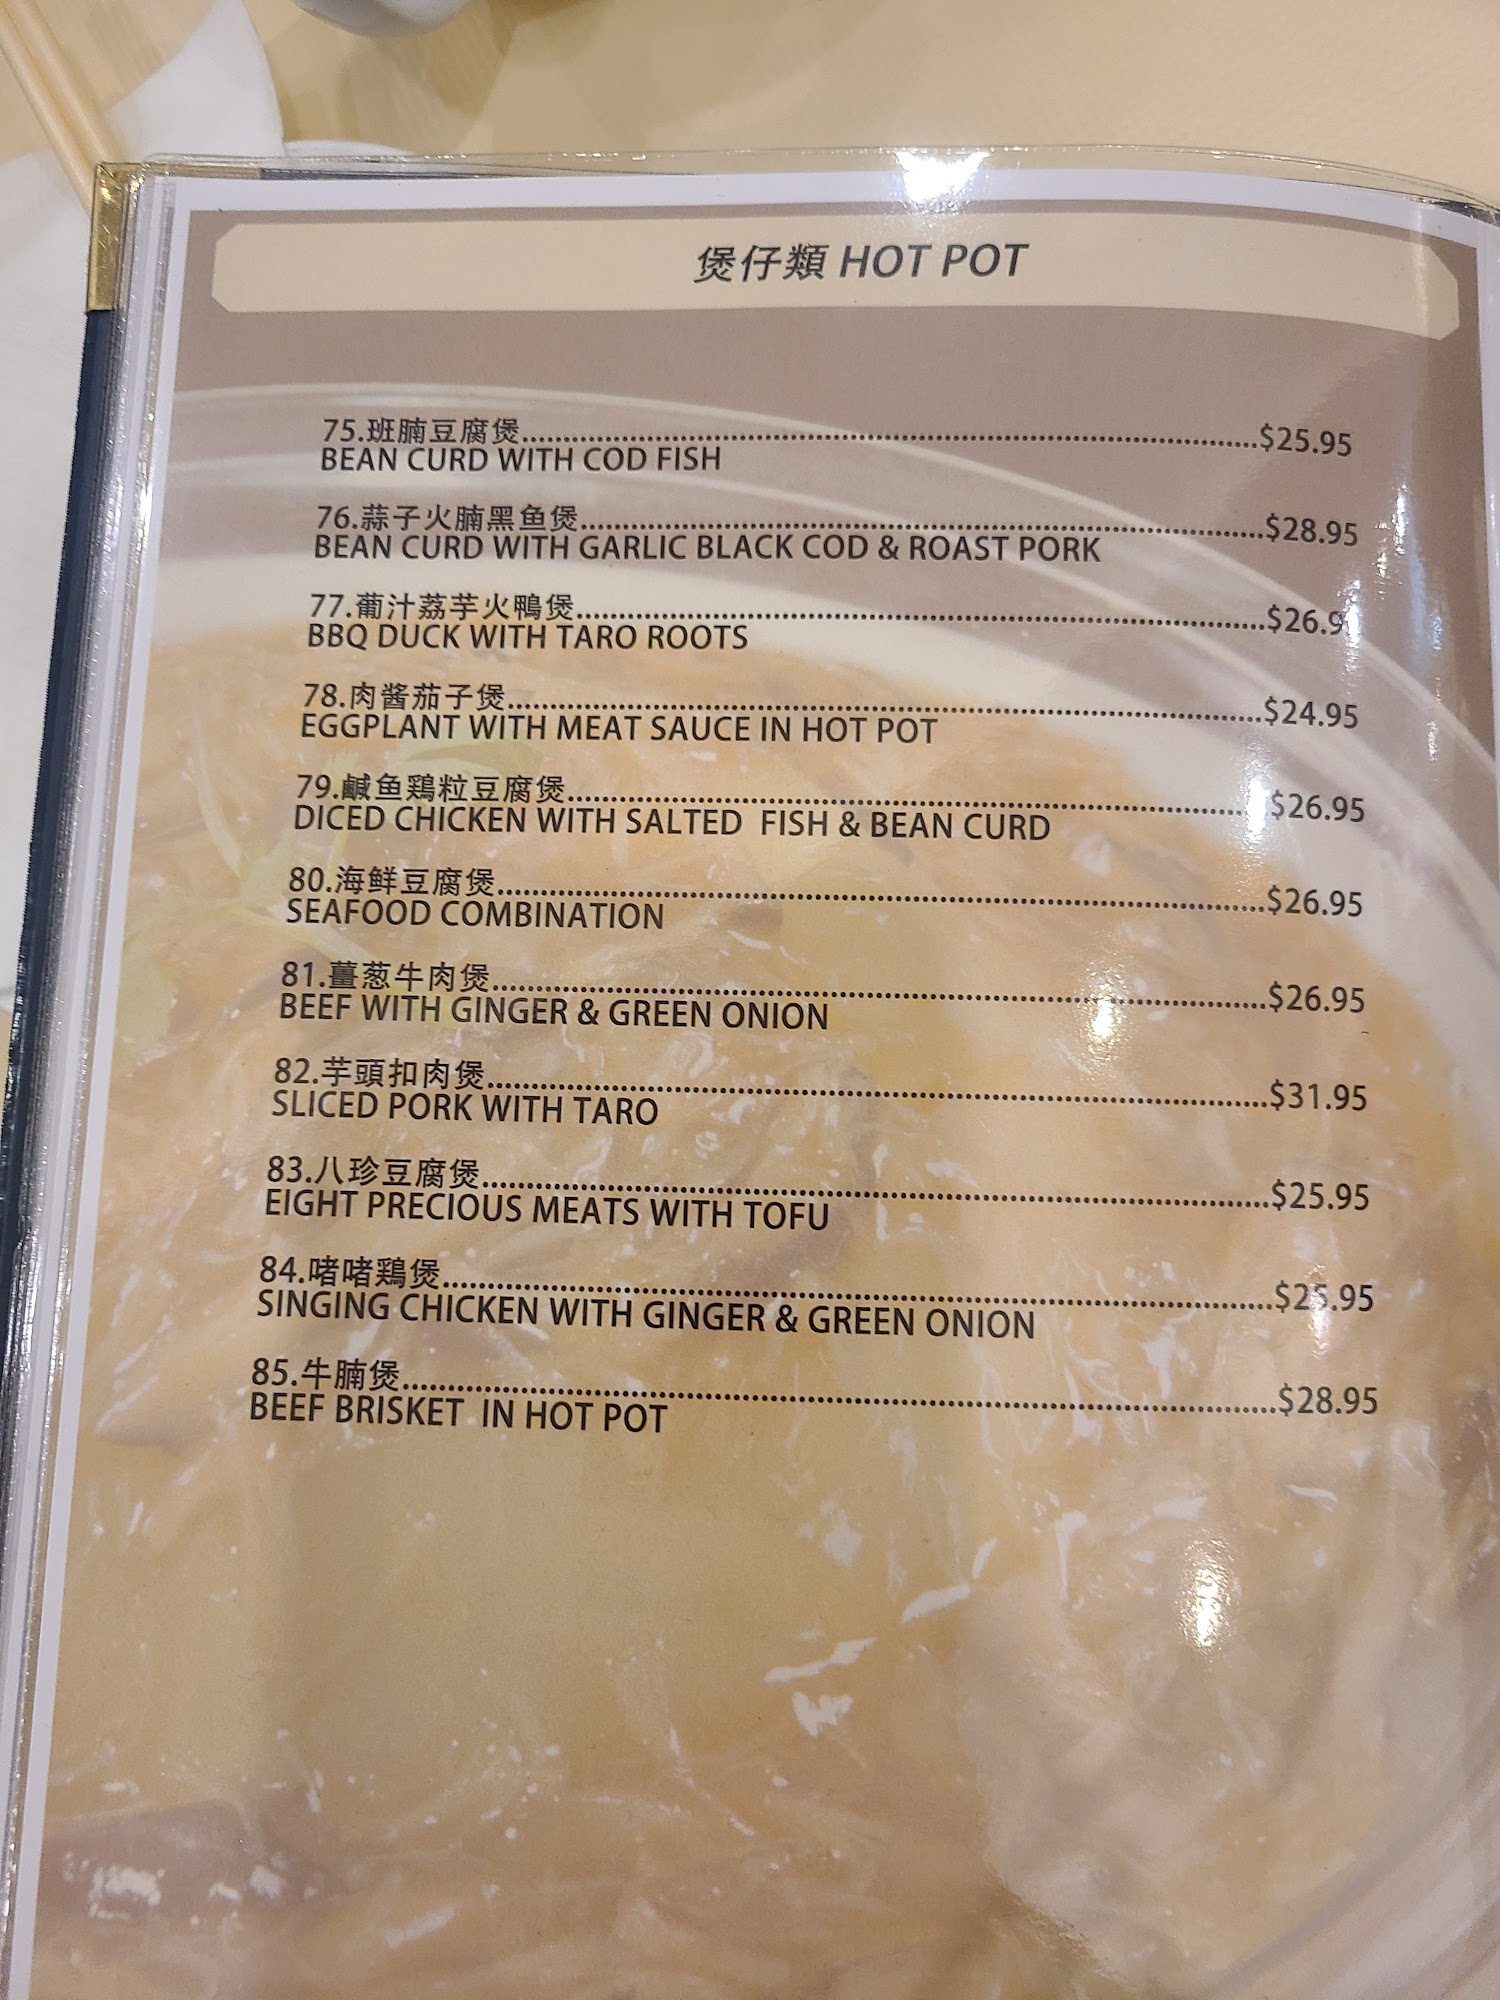 煲仔類 HOT POT
75.班腩豆腐煲 $25.95
BEAN CURD WITH COD FISH
76.蒜子火腩黑鱼煲 $28.95
BEAN CURD WITH GARLIC BLACK COD & ROAST PORK
77.葡汁荔芋火鴨煲 $26.95
BBQ DUCK WITH TARO ROOTS
78.肉酱茄子煲 $24.95
EGGPLANT WITH MEAT SAUCE IN HOT POT
79.鹹鱼鶏粒豆腐煲 $26.95
DICED CHICKEN WITH SALTED FISH & BEAN CURD
80.海鲜豆腐煲 $26.95
SEAFOOD COMBINATION
81.薑葱牛肉煲 $26.95
BEEF WITH GINGER & GREEN ONION
82.芋頭扣肉煲 $31.95
SLICED PORK WITH TARO
83.八珍豆腐煲 $25.95
EIGHT PRECIOUS MEATS WITH TOFU
84.啫啫鶏煲 $25.95
SINGING CHICKEN WITH GINGER & GREEN ONION
85.牛腩煲 $28.95
BEEF BRISKET IN HOT POT